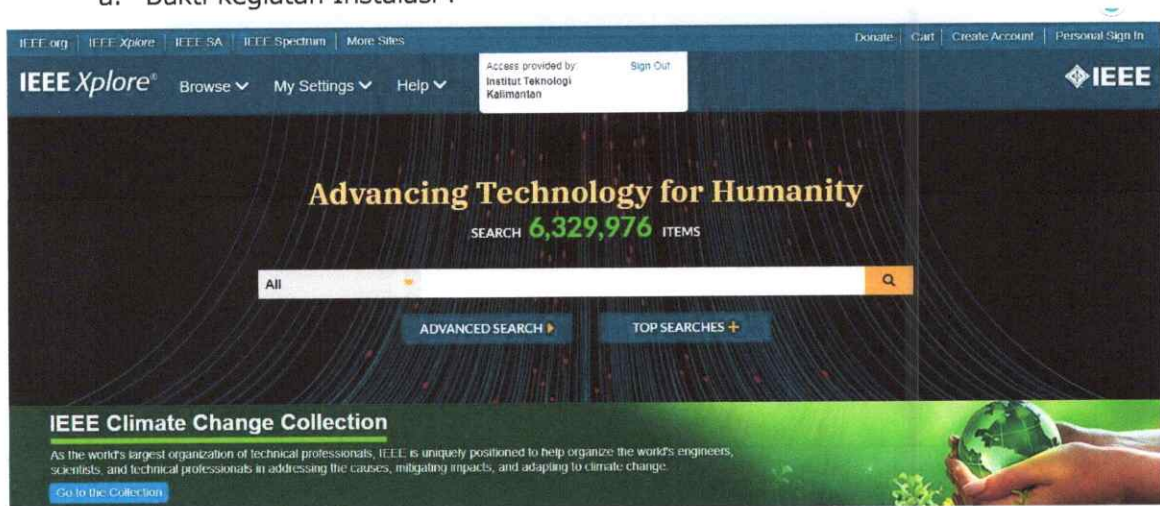 a. Bukti Kegiatan Instalasi :
IEEE.org | IEEE Xplore | IEEE SA | IEEE Spectrum | More Sites
Donate | Cart | Create Account | Personal Sign In
IEEE Xplore®
Browse
My Settings
Help
Access provided by:
Institut Teknologi
Kalimantan
Sign Out
IEEE
Advancing Technology for Humanity
SEARCH 6,329,976 ITEMS
All
ADVANCED SEARCH
TOP SEARCHES +
IEEE Climate Change Collection
As the world's largest organization of technical professionals, IEEE is uniquely positioned to help organize the world's engineers,
scientists, and technical professionals in addressing the causes, mitigating impacts, and adapting to climate change.
Go to the Collection